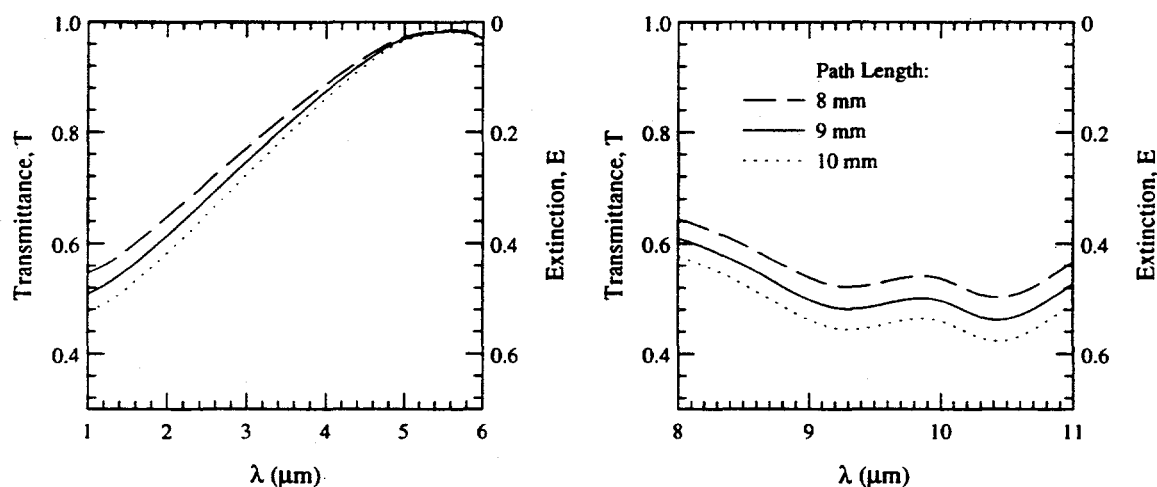 1.0
0.8
0.6
0.4
Transmittance, T
0
0.2
0.4
0.6
Extinction, E
1
2
3
4
5
6
λ (μm)
1.0
0.8
0.6
0.4
Transmittance, T
Path Length:
8 mm
9 mm
10 mm
0
0.2
0.4
0.6
Extinction, E
8
9
10
11
λ (μm)